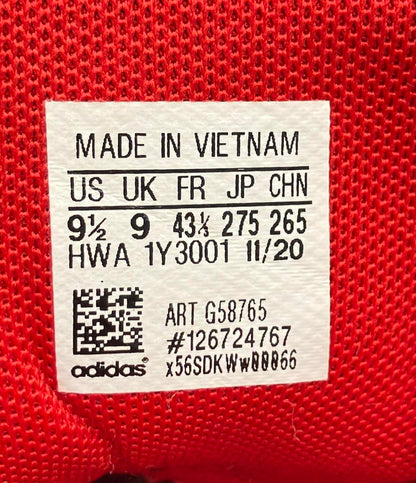 MADE IN VIETNAM
US UK FR JP CHN
9½ 9 43⅓ 275 265
HWA 1Y3001 11/20
ART G58765
#126724767
adidas x56SDKWw00066